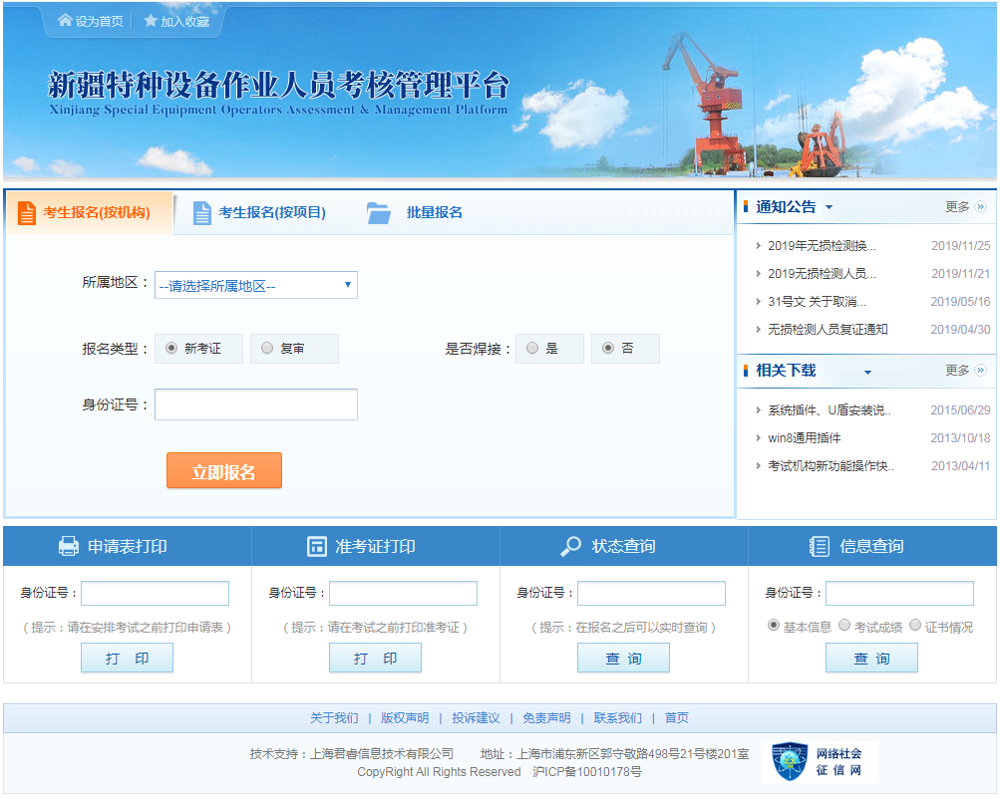 设为首页 加入收藏
新疆特种设备作业人员考核管理平台
Xinjiang Special Equipment Operators Assessment & Management Platform
考生报名(按机构) 考生报名(按项目) 批量报名
所属地区： --请选择所属地区--
报名类型： 新考证 复审 是否焊接： 是 否
身份证号：
立即报名
通知公告 更多
2019年无损检测换... 2019/11/25
2019无损检测人员... 2019/11/21
31号文 关于取消... 2019/05/16
无损检测人员复证通知 2019/04/30
相关下载 更多
系统插件、U盾安装说.. 2015/06/29
win8通用插件 2013/10/18
考试机构新功能操作快.. 2013/04/11
申请表打印 准考证打印 状态查询 信息查询
身份证号： 身份证号： 身份证号： 身份证号：
（提示：请在安排考试之前打印申请表） （提示：请在考试之前打印准考证） （提示：在报名之后可以实时查询） 基本信息 考试成绩 证书情况
打 印 打 印 查 询 查 询
关于我们 | 版权声明 | 投诉建议 | 免责声明 | 联系我们 | 首页
技术支持：上海君睿信息技术有限公司 地址：上海市浦东新区郭守敬路498号21号楼201室
CopyRight All Rights Reserved 沪ICP备10010178号
网络社会
征信网